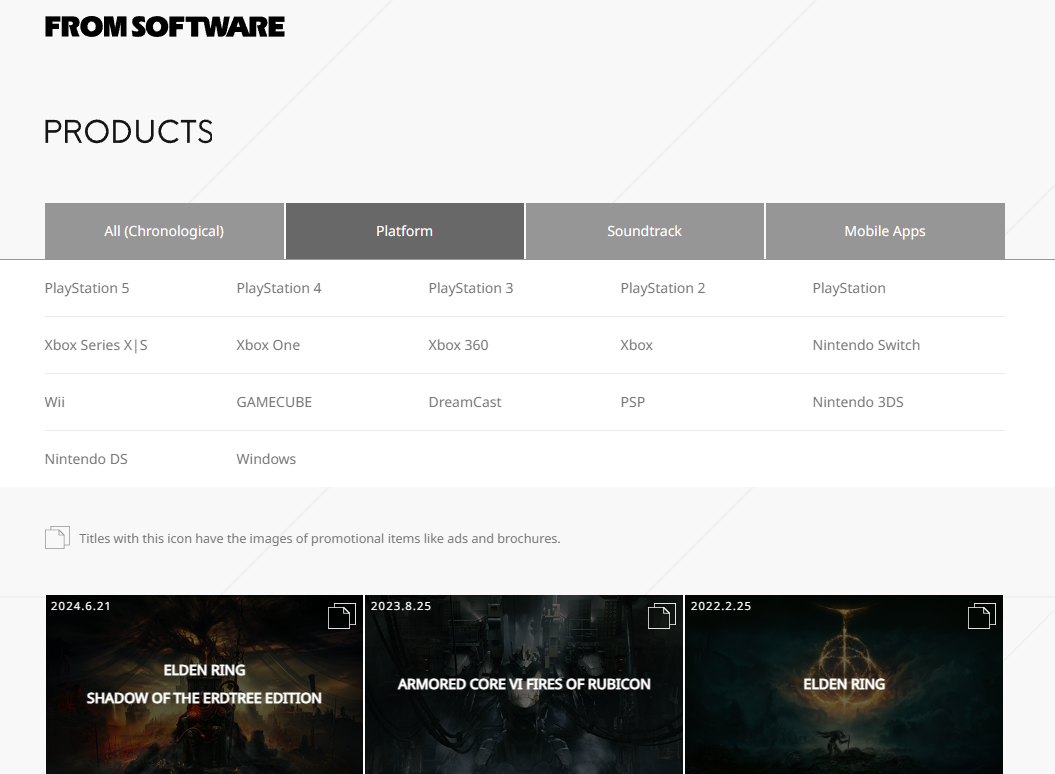 FROM SOFTWARE
PRODUCTS
All (Chronological) Platform Soundtrack Mobile Apps
PlayStation 5 PlayStation 4 PlayStation 3 PlayStation 2 PlayStation
Xbox Series X|S Xbox One Xbox 360 Xbox Nintendo Switch
Wii GAMECUBE DreamCast PSP Nintendo 3DS
Nintendo DS Windows
Titles with this icon have the images of promotional items like ads and brochures.
2024.6.21
ELDEN RING
SHADOW OF THE ERDTREE EDITION
2023.8.25
ARMORED CORE VI FIRES OF RUBICON
2022.2.25
ELDEN RING